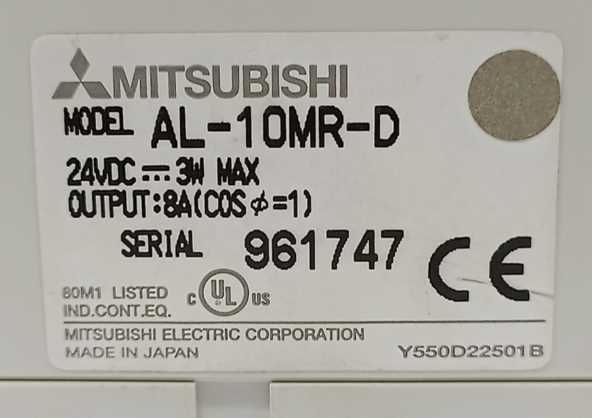 MITSUBISHI
MODEL AL-10MR-D
24VDC ⎓ 3W MAX
OUTPUT:8A(COS φ=1)
SERIAL 961747
CE
80M1 LISTED
IND.CONT.EQ.
C UL US
MITSUBISHI ELECTRIC CORPORATION
MADE IN JAPAN
Y550D22501B